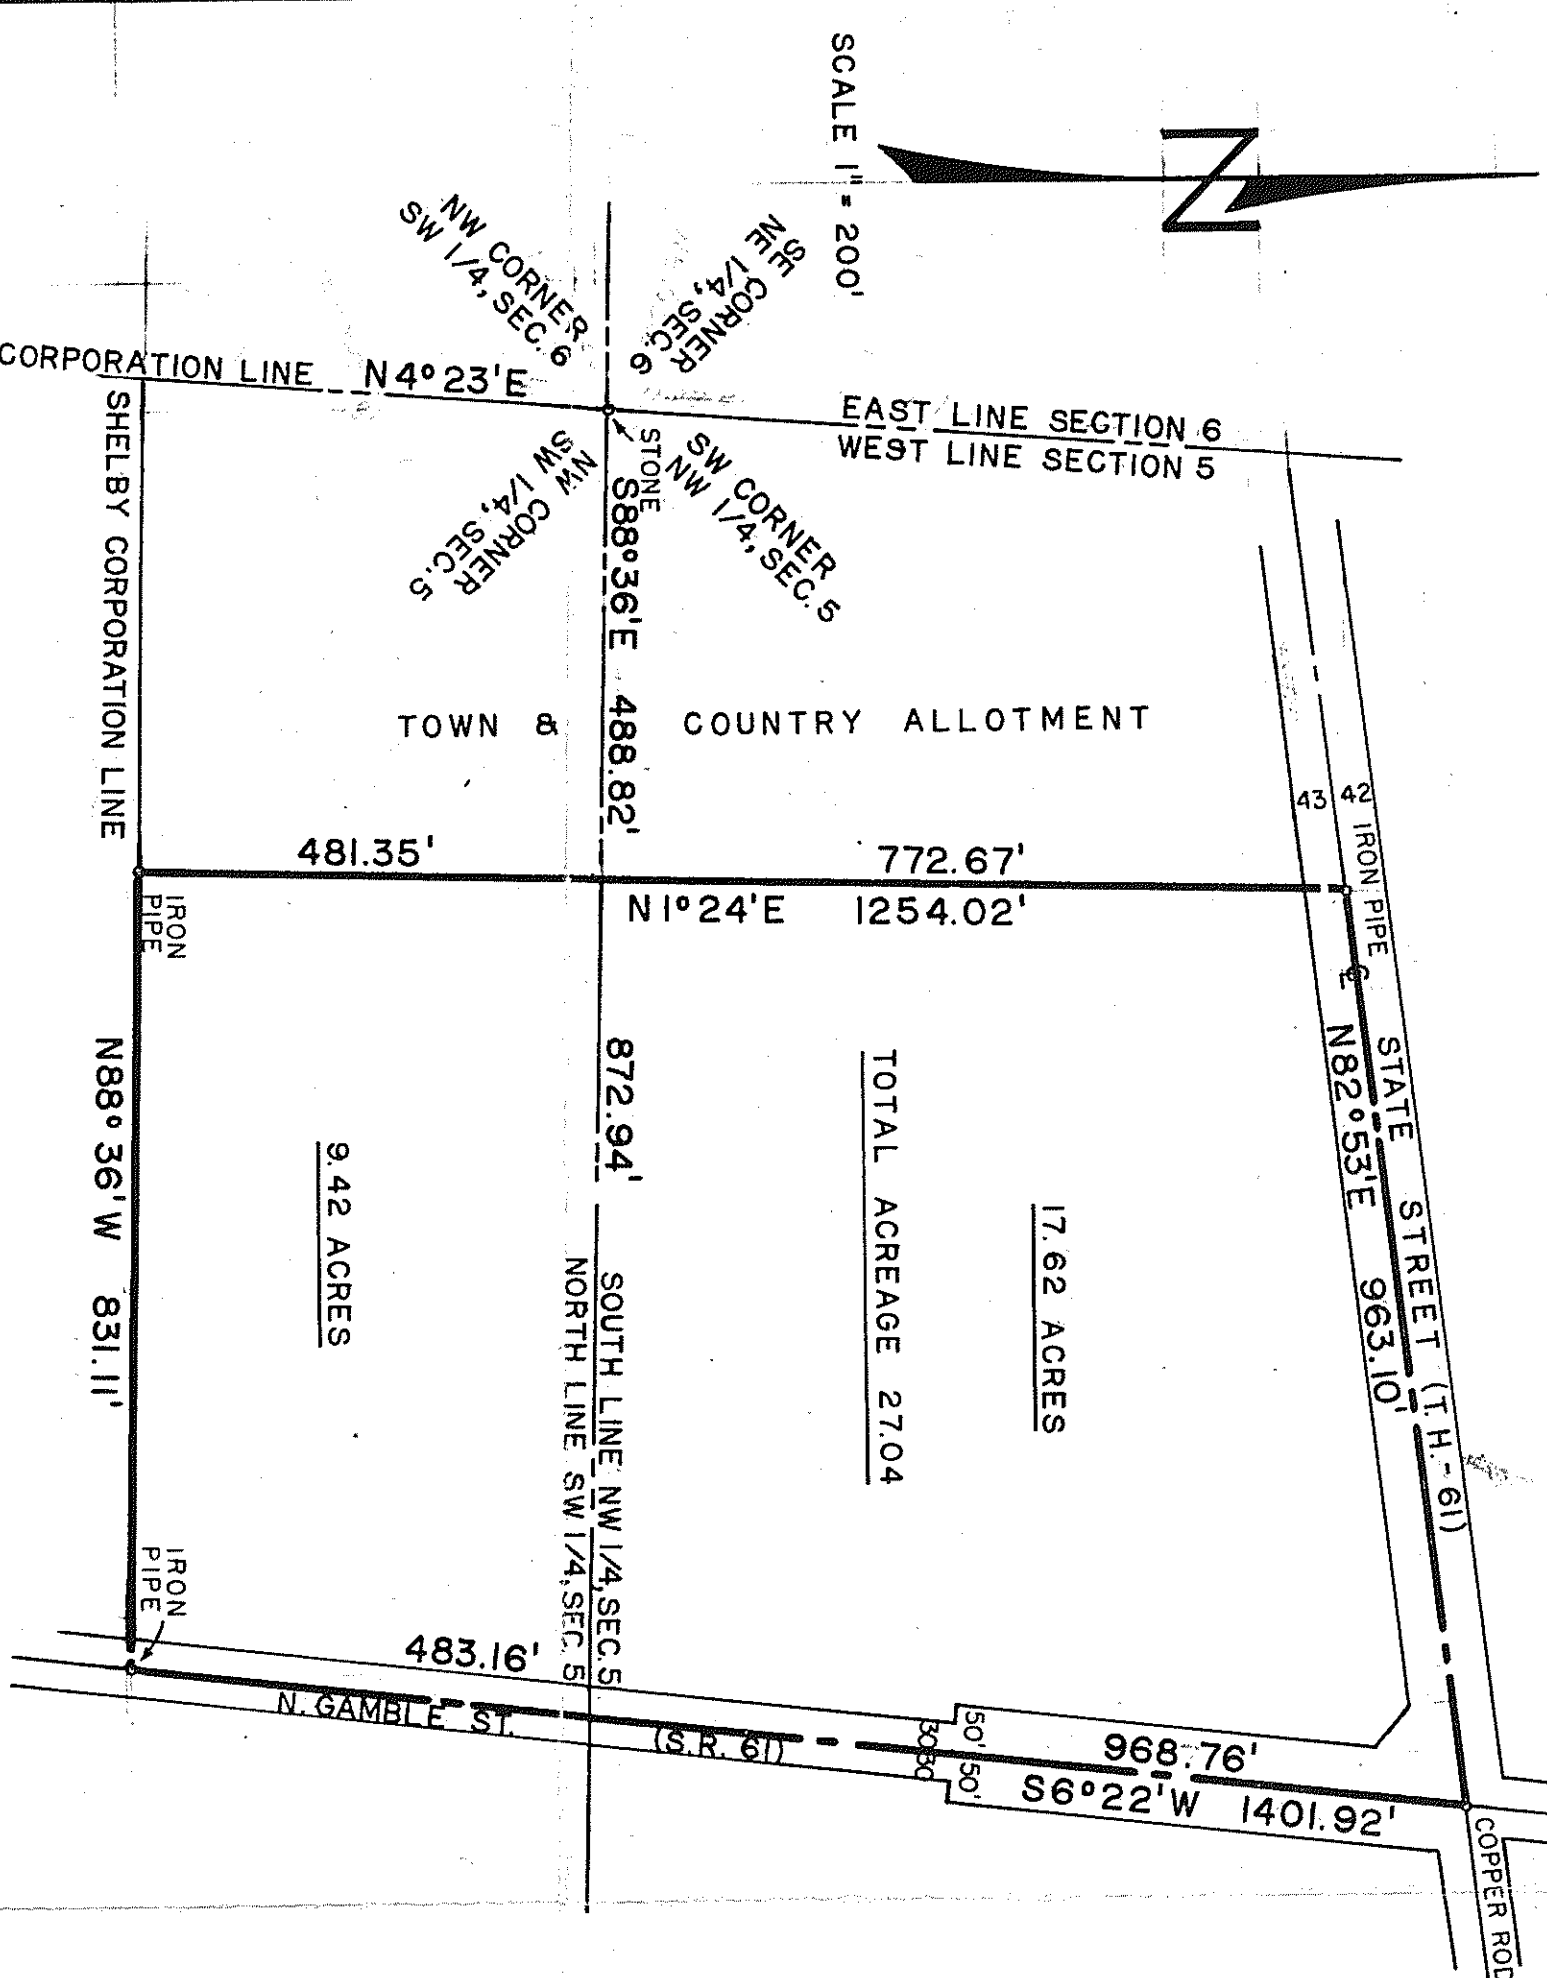 SCALE 1" = 200'
N
NW CORNER
SW 1/4, SEC. 6
SE CORNER
NE 1/4, SEC. 6
CORPORATION LINE N4°23'E
EAST LINE SECTION 6
WEST LINE SECTION 5
STONE
SW CORNER
NW 1/4, SEC. 5
NW CORNER
SW 1/4, SEC. 5
SHELBY CORPORATION LINE
S88°36'E 488.82'
TOWN & COUNTRY ALLOTMENT
43
42
IRON PIPE
481.35'
772.67'
N1°24'E 1254.02'
IRON
PIPE
N88°36'W 831.11'
872.94'
TOTAL ACREAGE 27.04
17.62 ACRES
9.42 ACRES
STATE STREET (T. H. - 61)
N82°53'E 963.10'
SOUTH LINE NW 1/4, SEC. 5
NORTH LINE SW 1/4, SEC. 5
IRON
PIPE
483.16'
N. GAMBLE ST. (S.R. 61)
30
50'
30
50'
968.76'
S6°22'W 1401.92'
COPPER ROD